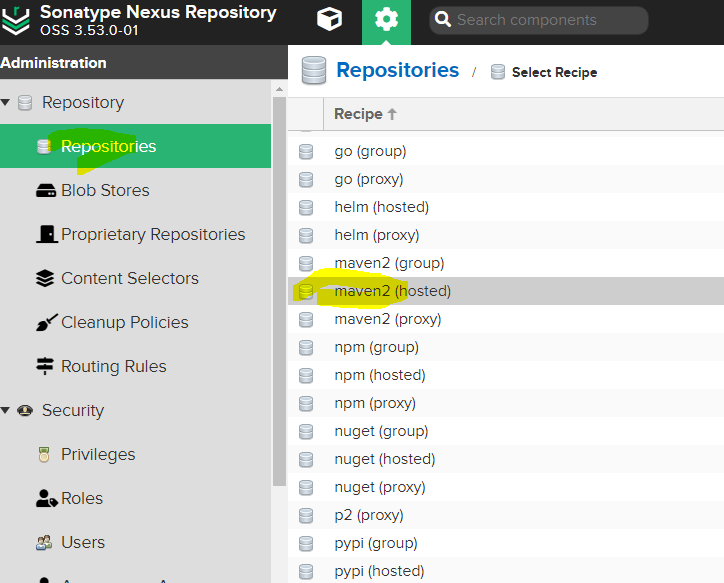 Sonatype Nexus Repository
OSS 3.53.0-01
Search components
Administration
Repository
Repositories
Blob Stores
Proprietary Repositories
Content Selectors
Cleanup Policies
Routing Rules
Security
Privileges
Roles
Users
Repositories / Select Recipe
Recipe
go (group)
go (proxy)
helm (hosted)
helm (proxy)
maven2 (group)
maven2 (hosted)
maven2 (proxy)
npm (group)
npm (hosted)
npm (proxy)
nuget (group)
nuget (hosted)
nuget (proxy)
p2 (proxy)
pypi (group)
pypi (hosted)